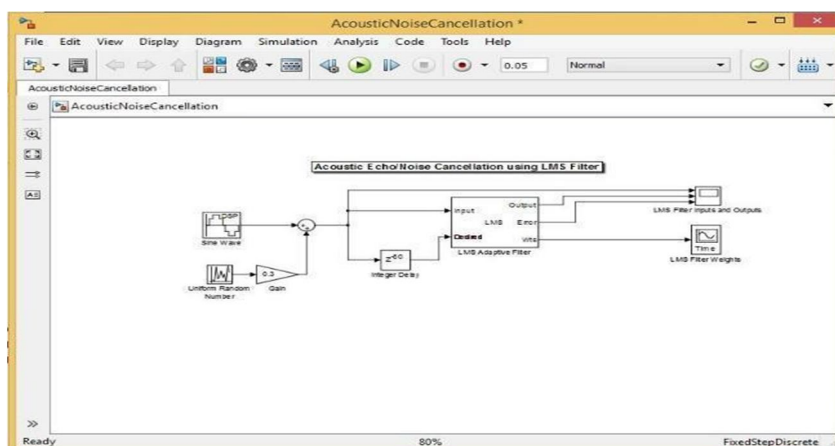 AcousticNoiseCancellation *
File Edit View Display Diagram Simulation Analysis Code Tools Help
0.05 Normal
AcousticNoiseCancellation
AcousticNoiseCancellation
Acoustic Echo/Noise Cancellation using LMS Filter
DSP
Sine Wave
Uniform Random
Number
0.3
Gain
z-60
Integer Delay
Input
Desired
LMS
Output
Error
Wts
LMS Adaptive Filter
LMS Filter Inputs and Outputs
Time
LMS Filter Weights
Ready 80% FixedStepDiscrete